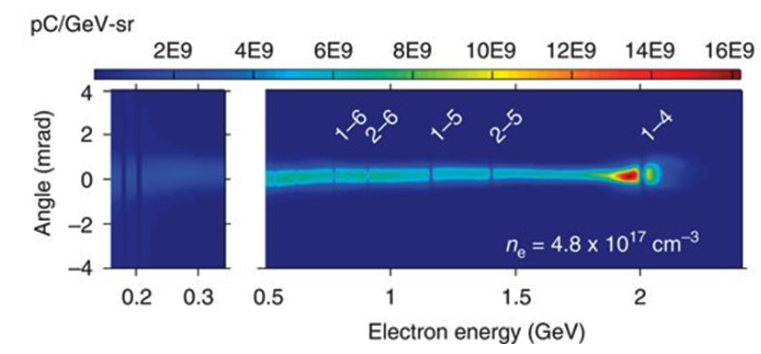 pC/GeV-sr
2E9 4E9 6E9 8E9 10E9 12E9 14E9 16E9
4
2
0
−2
−4
Angle (mrad)
1–6 2–6 1–5 2–5 1–4
nₑ = 4.8 x 10¹⁷ cm⁻³
0.2 0.3 0.5 1 1.5 2
Electron energy (GeV)